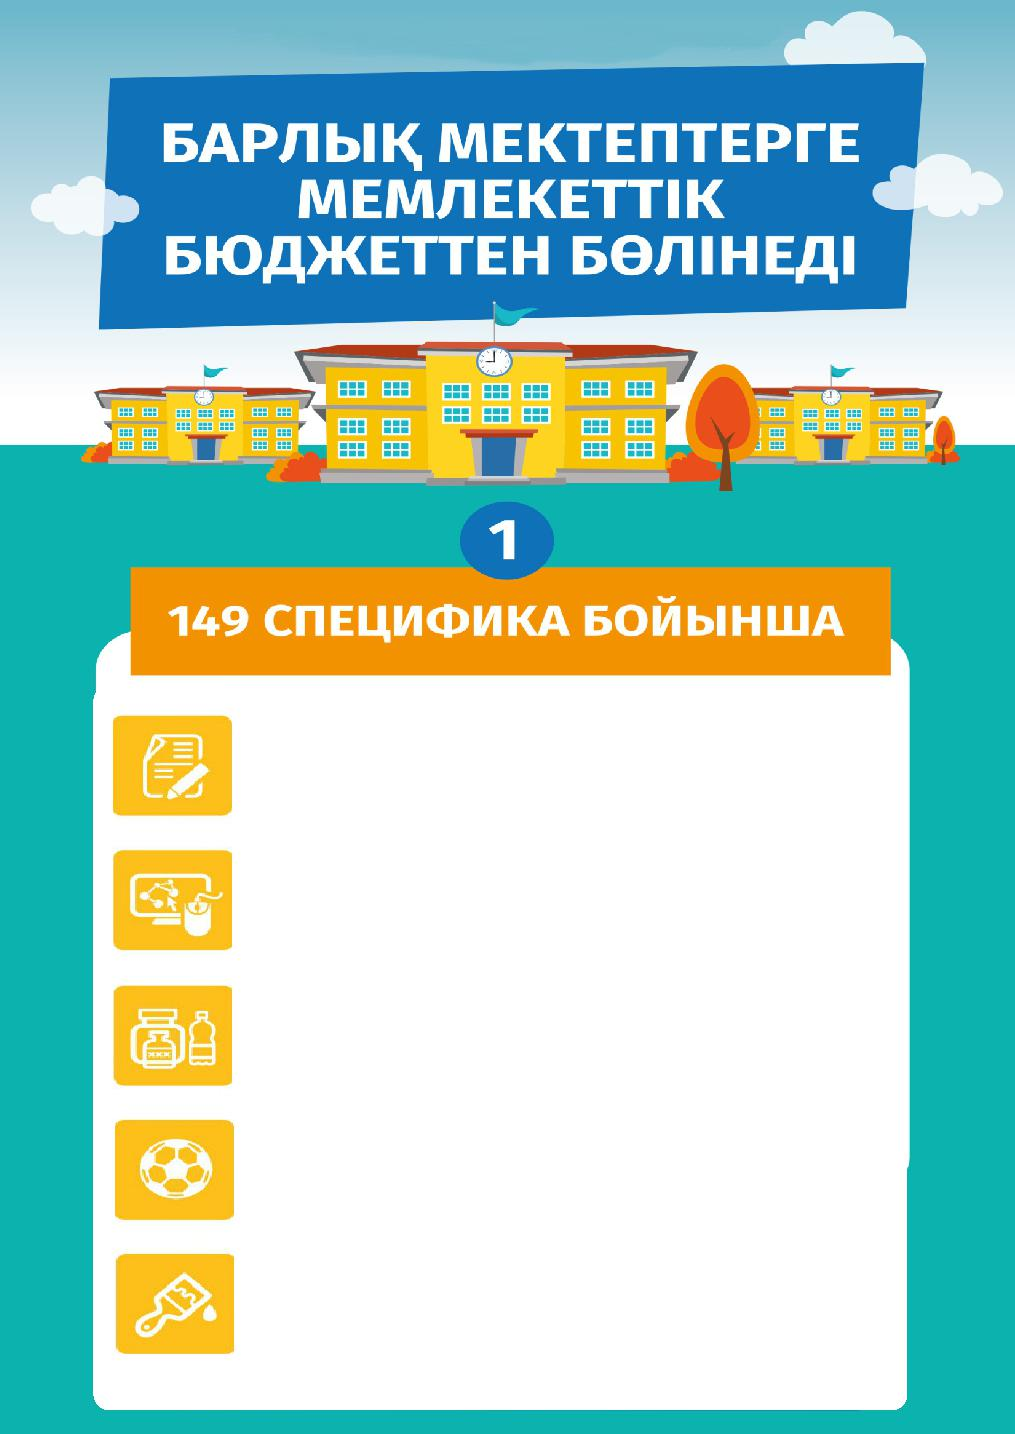 БАРЛЫҚ МЕКТЕПТЕРГЕ
МЕМЛЕКЕТТІК
БЮДЖЕТТЕН БӨЛІНЕДІ
1
149 СПЕЦИФИКА БОЙЫНША